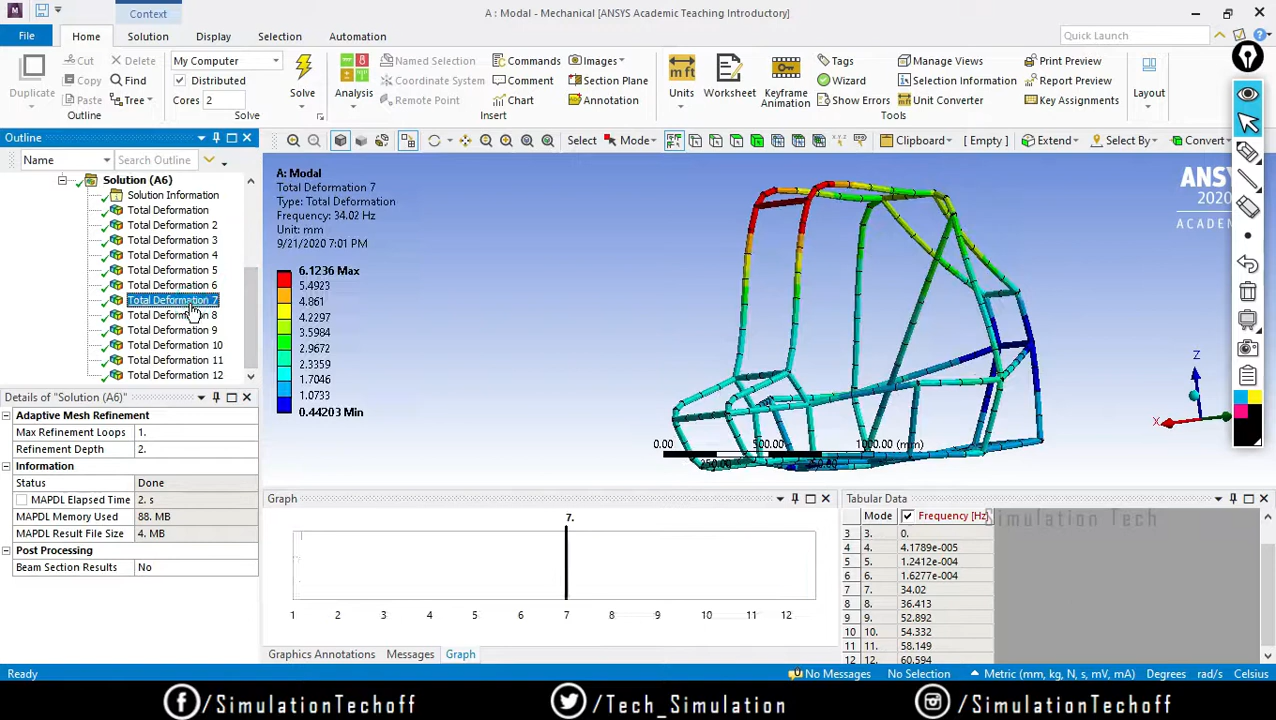 A : Modal - Mechanical [ANSYS Academic Teaching Introductory]
Context
File Home Solution Display Selection Automation Quick Launch
Duplicate
Cut
Copy
Paste
Delete
Find
Tree
Outline
My Computer
Distributed
Cores 2
Solve
Solve
Analysis
Named Selection
Coordinate System
Remote Point
Commands
Comment
Chart
Images
Section Plane
Annotation
Insert
Units
Worksheet
Keyframe Animation
Tags
Wizard
Show Errors
Manage Views
Selection Information
Unit Converter
Print Preview
Report Preview
Key Assignments
Tools
Layout
Outline
Select Mode Clipboard [ Empty ] Extend Select By Convert
Name Search Outline
Solution (A6)
Solution Information
Total Deformation
Total Deformation 2
Total Deformation 3
Total Deformation 4
Total Deformation 5
Total Deformation 6
Total Deformation 7
Total Deformation 8
Total Deformation 9
Total Deformation 10
Total Deformation 11
Total Deformation 12
Details of "Solution (A6)"
Adaptive Mesh Refinement
Max Refinement Loops 1.
Refinement Depth 2.
Information
Status Done
MAPDL Elapsed Time 2. s
MAPDL Memory Used 88. MB
MAPDL Result File Size 4. MB
Post Processing
Beam Section Results No
A: Modal
Total Deformation 7
Type: Total Deformation
Frequency: 34.02 Hz
Unit: mm
9/21/2020 7:01 PM
6.1236 Max
5.4923
4.861
4.2297
3.5984
2.9672
2.3359
1.7046
1.0733
0.44203 Min
ANS
2020
ACADEM
Z
X
0.00 500.00 1000.00 (mm)
250.00
Graph
7.
1 2 3 4 5 6 7 8 9 10 11 12
Graphics Annotations Messages Graph
Tabular Data
Mode Frequency [Hz]
3 3. 0.
4 4. 4.1789e-005
5 5. 1.2412e-004
6 6. 1.6277e-004
7 7. 34.02
8 8. 36.413
9 9. 52.892
10 10. 54.332
11 11. 58.149
12 12. 60.594
Simulation Tech
Ready No Messages No Selection Metric (mm, kg, N, s, mV, mA) Degrees rad/s Celsius
/SimulationTechoff /Tech_Simulation /SimulationTechoff